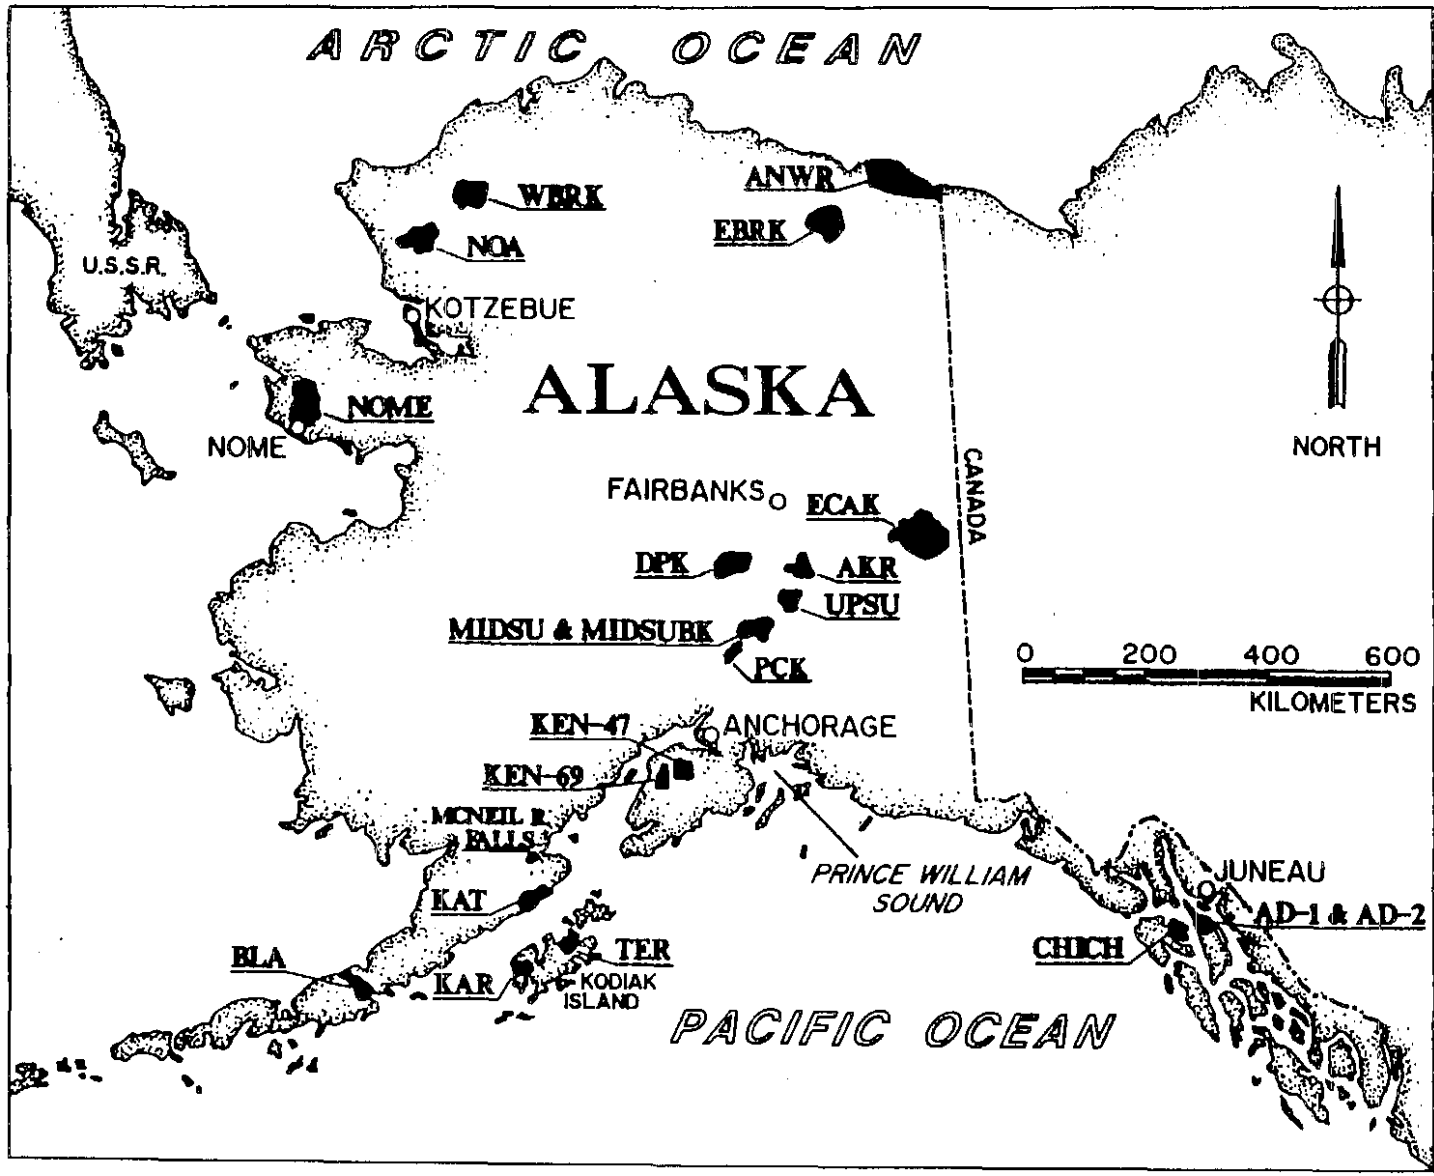 ARCTIC OCEAN
ANWR
WBRK
EBRK
NOA
U.S.S.R.
KOTZEBUE
ALASKA
NOME
NOME
NORTH
CANADA
FAIRBANKS
ECAK
DPK
AKR
UPSU
MIDSU & MIDSUBK
PCK
0 200 400 600
KILOMETERS
KEN-47
ANCHORAGE
KEN-69
MCNEIL R.
FALLS
PRINCE WILLIAM
SOUND
JUNEAU
KAT
AD-1 & AD-2
CHICH
TER
BLA
KAR
KODIAK
ISLAND
PACIFIC OCEAN